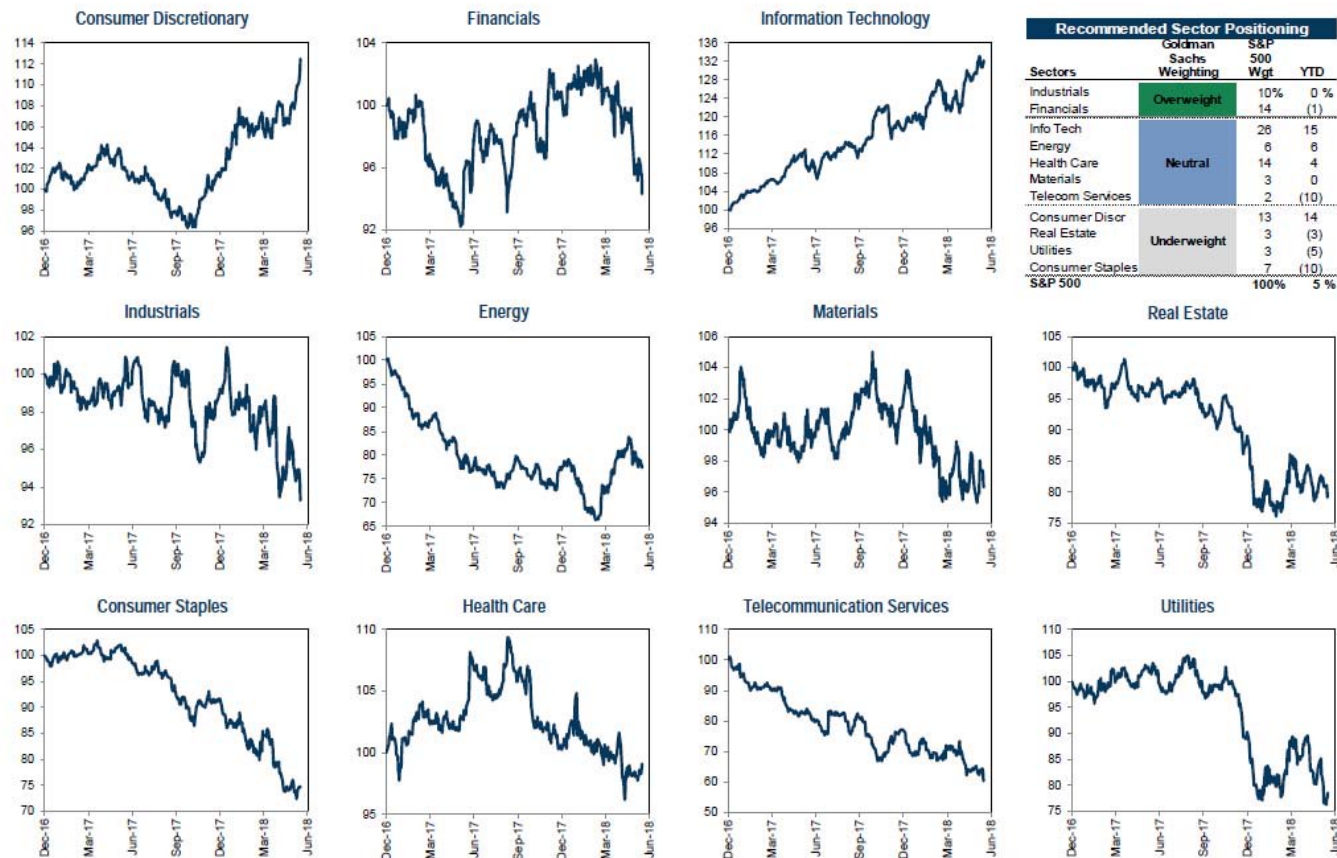 Consumer Discretionary
114
112
110
108
106
104
102
100
98
96
Dec-16
Mar-17
Jun-17
Sep-17
Dec-17
Mar-18
Jun-18
Financials
104
100
96
92
Dec-16
Mar-17
Jun-17
Sep-17
Dec-17
Mar-18
Jun-18
Information Technology
136
132
128
124
120
116
112
108
104
100
96
Dec-16
Mar-17
Jun-17
Sep-17
Dec-17
Mar-18
Jun-18
Recommended Sector Positioning
Goldman S&P
Sachs 500
Sectors Weighting Wgt YTD
Industrials 10% 0 %
Overweight
Financials 14 (1)
Info Tech 26 15
Energy 6 6
Health Care Neutral 14 4
Materials 3 0
Telecom Services 2 (10)
Consumer Discr 13 14
Real Estate 3 (3)
Underweight
Utilities 3 (5)
Consumer Staples 7 (10)
S&P 500 100% 5 %
Industrials
102
100
98
96
94
92
Dec-16
Mar-17
Jun-17
Sep-17
Dec-17
Mar-18
Jun-18
Energy
105
100
95
90
85
80
75
70
65
Dec-16
Mar-17
Jun-17
Sep-17
Dec-17
Mar-18
Jun-18
Materials
106
104
102
100
98
96
94
Dec-16
Mar-17
Jun-17
Sep-17
Dec-17
Mar-18
Jun-18
Real Estate
105
100
95
90
85
80
75
Dec-16
Mar-17
Jun-17
Sep-17
Dec-17
Mar-18
Jun-18
Consumer Staples
105
100
95
90
85
80
75
70
Dec-16
Mar-17
Jun-17
Sep-17
Dec-17
Mar-18
Jun-18
Health Care
110
105
100
95
Dec-16
Mar-17
Jun-17
Sep-17
Dec-17
Mar-18
Jun-18
Telecommunication Services
110
100
90
80
70
60
50
Dec-16
Mar-17
Jun-17
Sep-17
Dec-17
Mar-18
Jun-18
Utilities
110
105
100
95
90
85
80
75
Dec-16
Mar-17
Jun-17
Sep-17
Dec-17
Mar-18
Jun-18